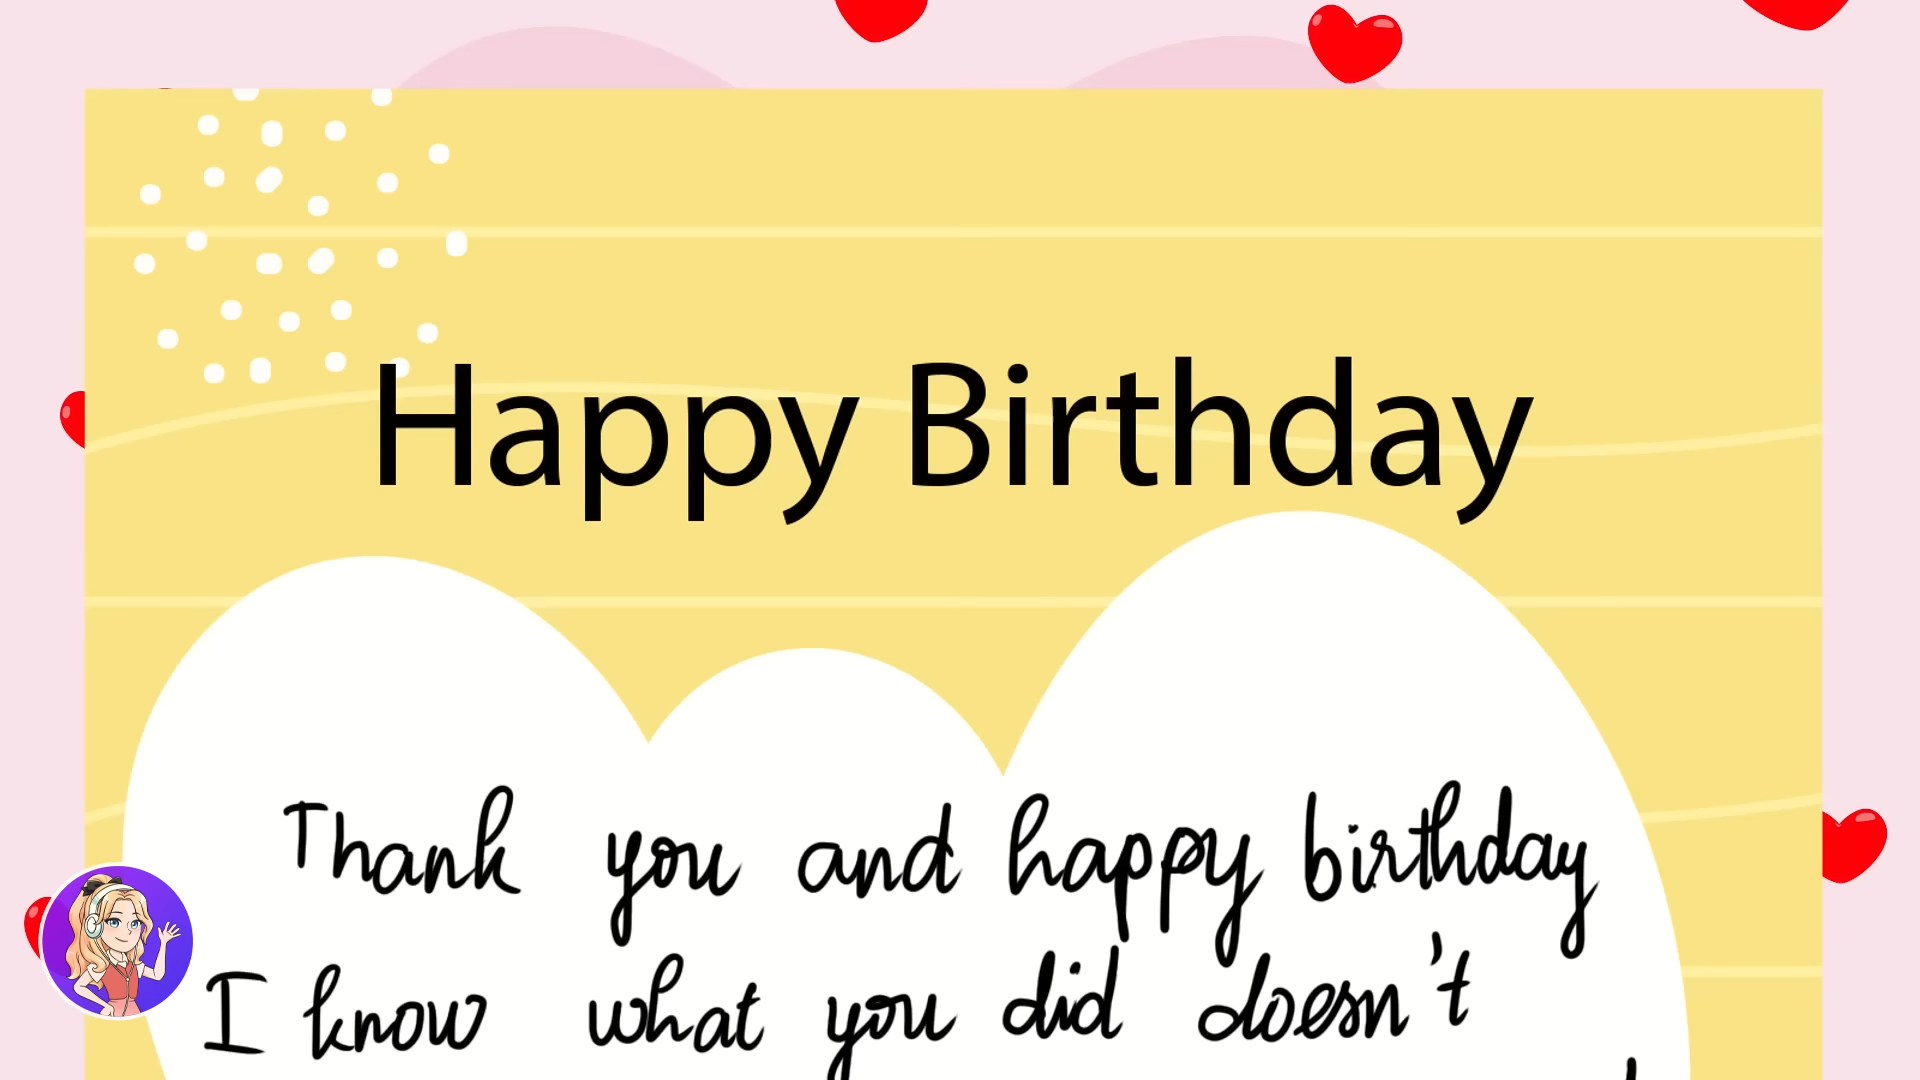 Happy Birthday
Thank you and happy birthday
I know what you did doesn't